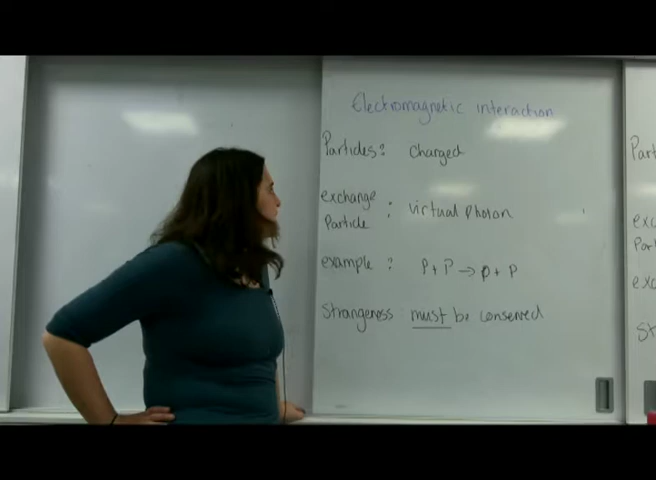 Electromagnetic interaction
Particles: charged
exchange
Particle : virtual photon
example : P + P → P + P
Strangeness must be conserved